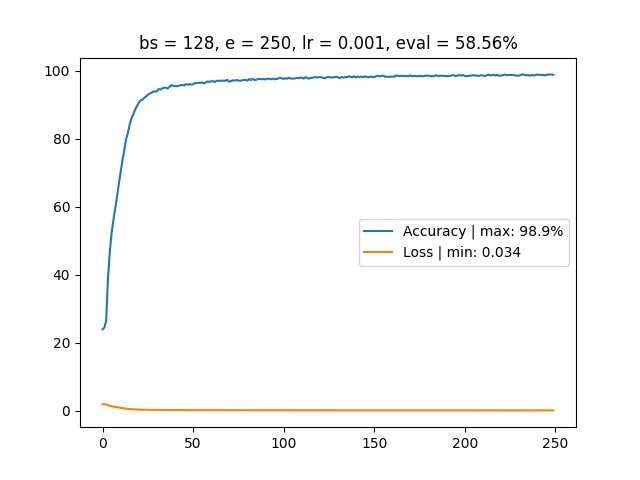 bs = 128, e = 250, lr = 0.001, eval = 58.56%
100
80
60
40
20
0
Accuracy | max: 98.9%
Loss | min: 0.034
0 50 100 150 200 250